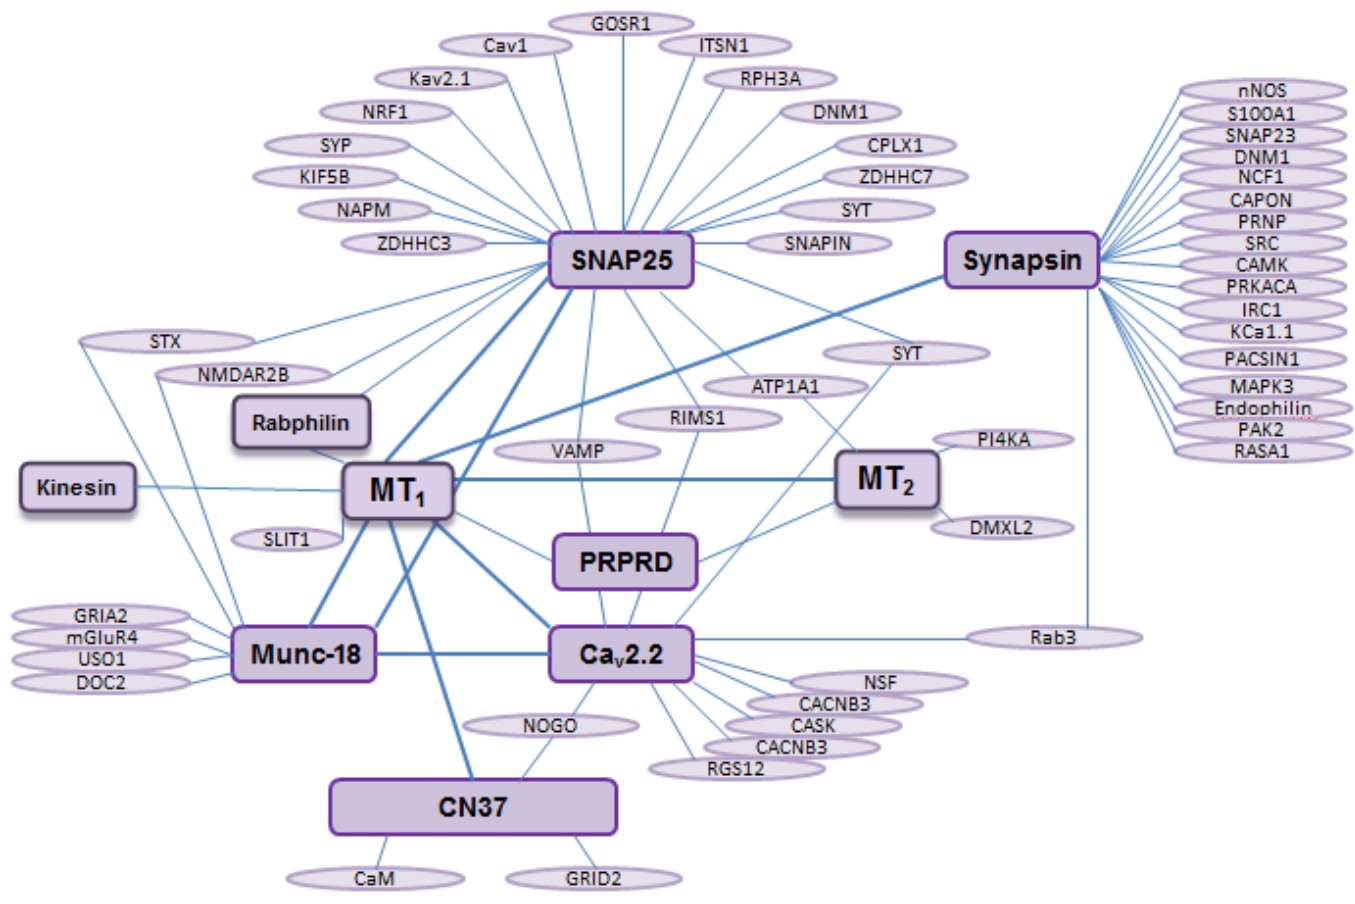 GOSR1
Cav1
ITSN1
Kav2.1
RPH3A
nNOS
NRF1
DNM1
S100A1
SNAP23
SYP
CPLX1
DNM1
KIF5B
ZDHHC7
NCF1
CAPON
NAPM
SYT
PRNP
ZDHHC3
SNAPIN
SRC
SNAP25
Synapsin
CAMK
PRKACA
IRC1
KCa1.1
STX
SYT
PACSIN1
NMDAR2B
ATP1A1
MAPK3
Endophilin
Rabphilin
RIMS1
PAK2
VAMP
PI4KA
RASA1
Kinesin
MT1
MT2
SLIT1
DMXL2
PRPRD
GRIA2
mGluR4
Rab3
Munc-18
Cav2.2
USO1
DOC2
NSF
CACNB3
NOGO
CASK
CACNB3
RGS12
CN37
CaM
GRID2